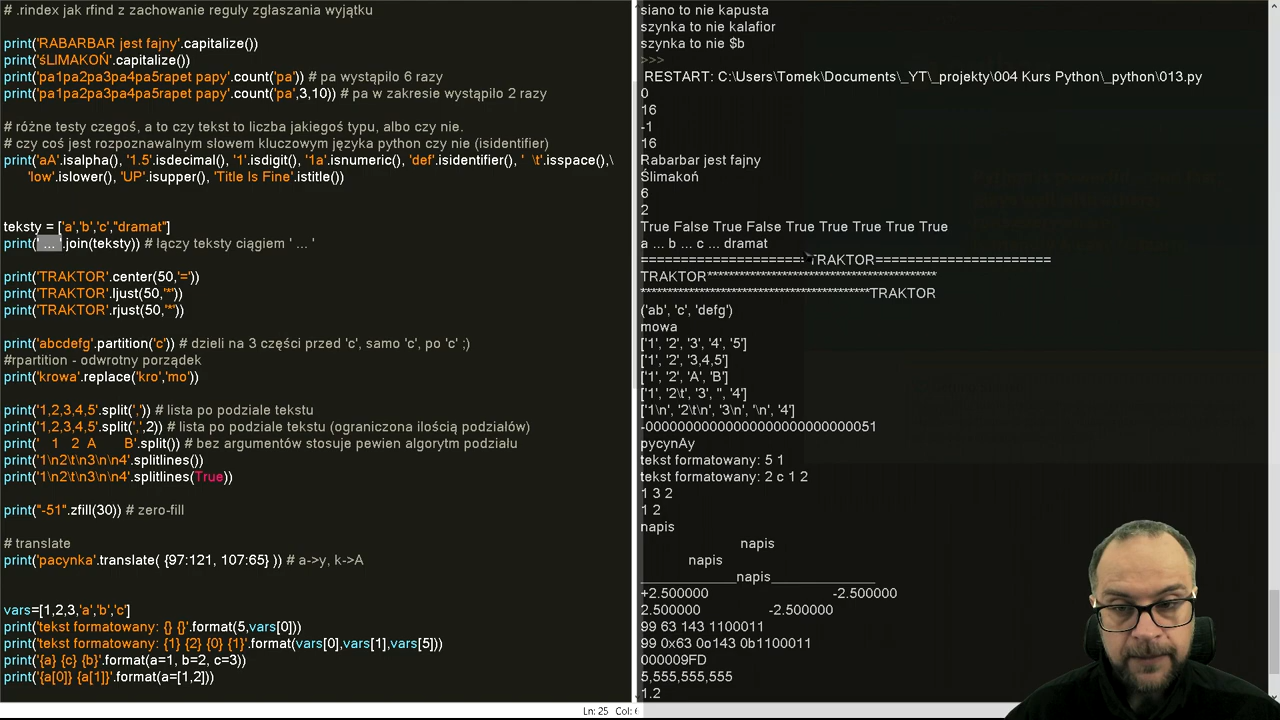 # .rindex jak rfind z zachowanie reguly zgłaszania wyjątku
print('RABARBAR jest fajny'.capitalize())
print('śLIMAKOŃ'.capitalize())
print('pa1pa2pa3pa4pa5rapet papy'.count('pa')) # pa wystąpiło 6 razy
print('pa1pa2pa3pa4pa5rapet papy'.count('pa',3,10)) # pa w zakresie wystąpiło 2 razy
# różne testy czegoś, a to czy tekst to liczba jakiegoś typu, albo czy nie.
# czy coś jest rozpoznawalnym słowem kluczowym języka python czy nie (isidentifier)
print('aA'.isalpha(), '1.5'.isdecimal(), '1'.isdigit(), '1a'.isnumeric(), 'def'.isidentifier(), '  \t'.isspace(),\
'low'.islower(), 'UP'.isupper(), 'Title Is Fine'.istitle())
teksty = ['a','b','c',"dramat"]
print(' ... '.join(teksty)) # łączy teksty ciągiem ' ... '
print('TRAKTOR'.center(50,'='))
print('TRAKTOR'.ljust(50,'*'))
print('TRAKTOR'.rjust(50,'*'))
print('abcdefg'.partition('c')) # dzieli na 3 części przed 'c', samo 'c', po 'c' ;)
#rpartition - odwrotny porządek
print('krowa'.replace('kro','mo'))
print('1,2,3,4,5'.split(',')) # lista po podziale tekstu
print('1,2,3,4,5'.split(',',2)) # lista po podziale tekstu (ograniczona ilością podziałów)
print('   1   2  A       B'.split()) # bez argumentów stosuje pewien algorytm podziału
print('1\n2\t\n3\n\n4'.splitlines())
print('1\n2\t\n3\n\n4'.splitlines(True))
print("-51".zfill(30)) # zero-fill
# translate
print('pacynka'.translate( {97:121, 107:65} )) # a->y, k->A
vars=[1,2,3,'a','b','c']
print('tekst formatowany: {} {}'.format(5,vars[0]))
print('tekst formatowany: {1} {2} {0} {1}'.format(vars[0],vars[1],vars[5]))
print('{a} {c} {b}'.format(a=1, b=2, c=3))
print('{a[0]} {a[1]}'.format(a=[1,2]))
siano to nie kapusta
szynka to nie kalafior
szynka to nie $b
>>>
RESTART: C:\Users\Tomek\Documents\_YT\_projekty\004 Kurs Python\_python\013.py
0
16
-1
16
Rabarbar jest fajny
Ślimakoń
6
2
True False True False True True True True True
a ... b ... c ... dramat
=====================TRAKTOR======================
TRAKTOR*******************************************
*******************************************TRAKTOR
('ab', 'c', 'defg')
mowa
['1', '2', '3', '4', '5']
['1', '2', '3,4,5']
['1', '2', 'A', 'B']
['1', '2\t', '3', '', '4']
['1\n', '2\t\n', '3\n', '\n', '4']
-00000000000000000000000000051
pycynAy
tekst formatowany: 5 1
tekst formatowany: 2 c 1 2
1 3 2
1 2
napis
napis
napis
_____________napis______________
+2.500000 -2.500000
2.500000 -2.500000
99 63 143 1100011
99 0x63 0o143 0b1100011
000009FD
5,555,555,555
1.2
Ln: 25 Col: 6